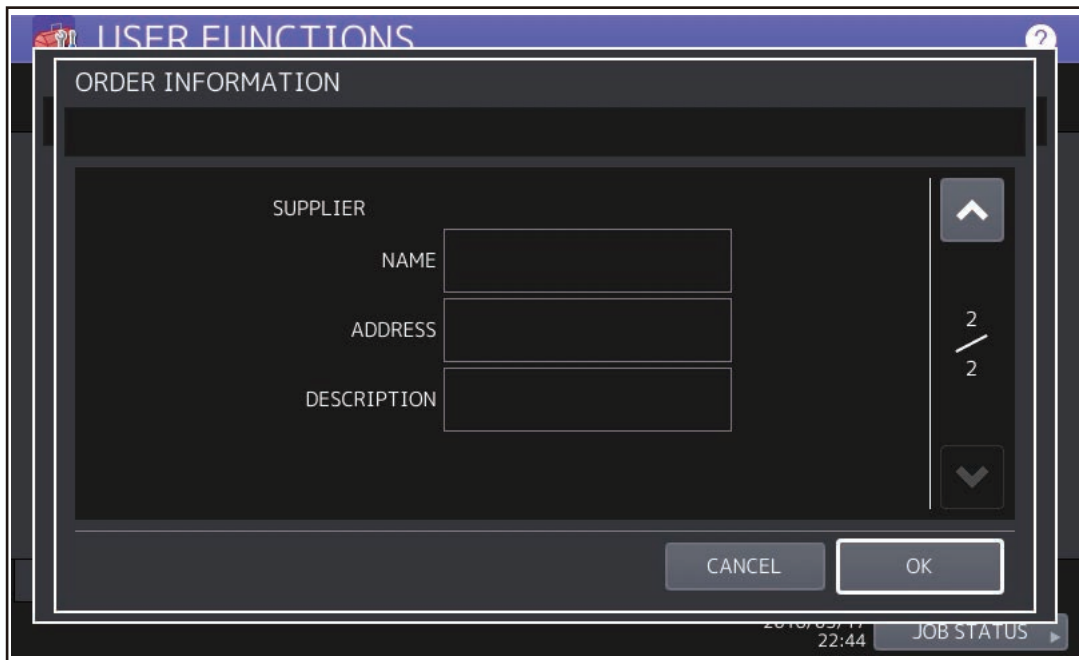 USER FUNCTIONS
?
ORDER INFORMATION
SUPPLIER
NAME
ADDRESS
DESCRIPTION
2
2
CANCEL
OK
22:44
JOB STATUS